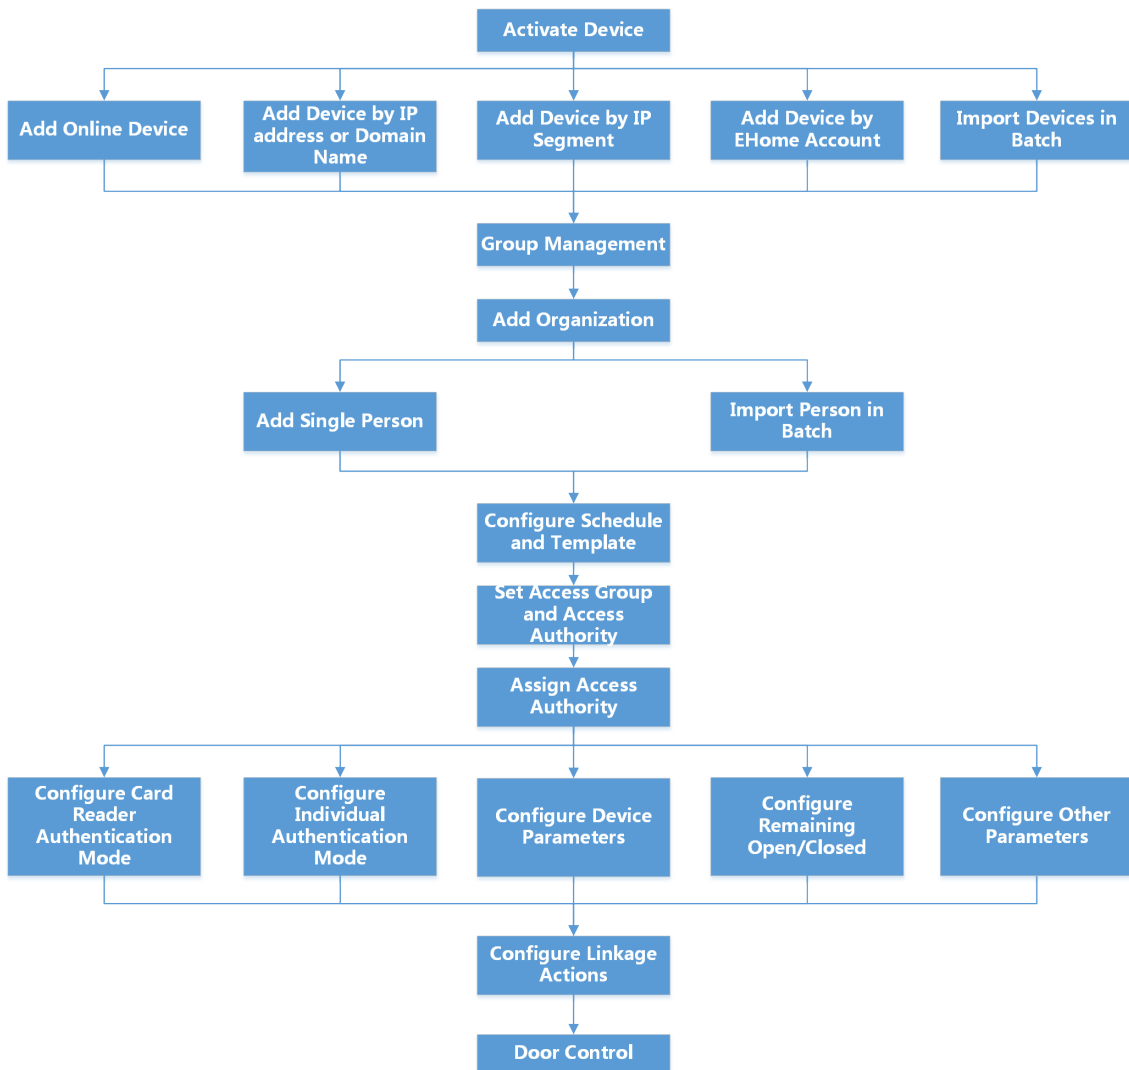 Activate Device
Add Online Device
Add Device by IP
address or Domain
Name
Add Device by IP
Segment
Add Device by
EHome Account
Import Devices in
Batch
Group Management
Add Organization
Add Single Person
Import Person in
Batch
Configure Schedule
and Template
Set Access Group
and Access
Authority
Assign Access
Authority
Configure Card
Reader
Authentication
Mode
Configure
Individual
Authentication
Mode
Configure Device
Parameters
Configure
Remaining
Open/Closed
Configure Other
Parameters
Configure Linkage
Actions
Door Control